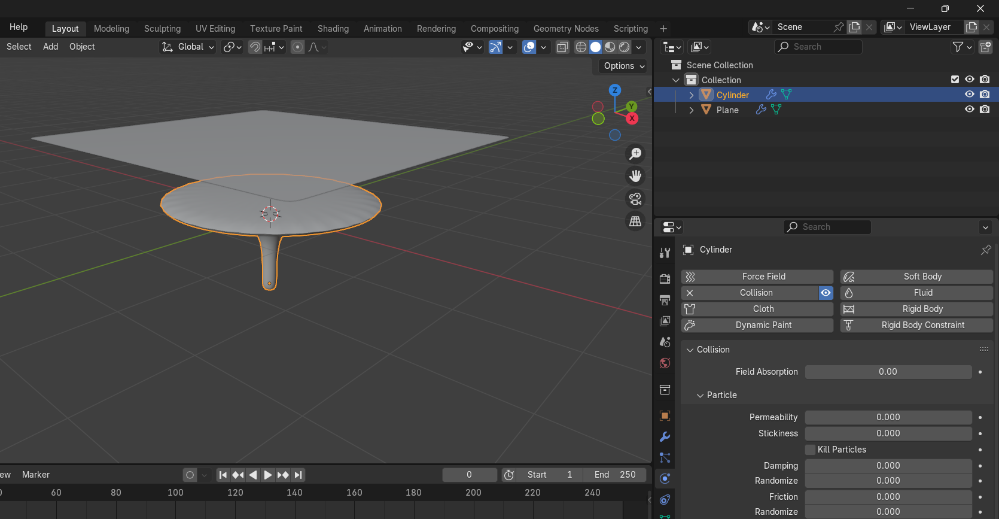 Help Layout Modeling Sculpting UV Editing Texture Paint Shading Animation Rendering Compositing Geometry Nodes Scripting + Scene ViewLayer
Select Add Object Global Search
Options
Scene Collection
Collection
Cylinder
Plane
Z
Y
X
Search
Cylinder
Force Field Soft Body
Collision Fluid
Cloth Rigid Body
Dynamic Paint Rigid Body Constraint
Collision
Field Absorption 0.00
Particle
Permeability 0.000
Stickiness 0.000
Kill Particles
Damping 0.000
Randomize 0.000
Friction 0.000
Randomize 0.000
ew Marker 0 Start 1 End 250
0 60 80 100 120 140 160 180 200 220 240